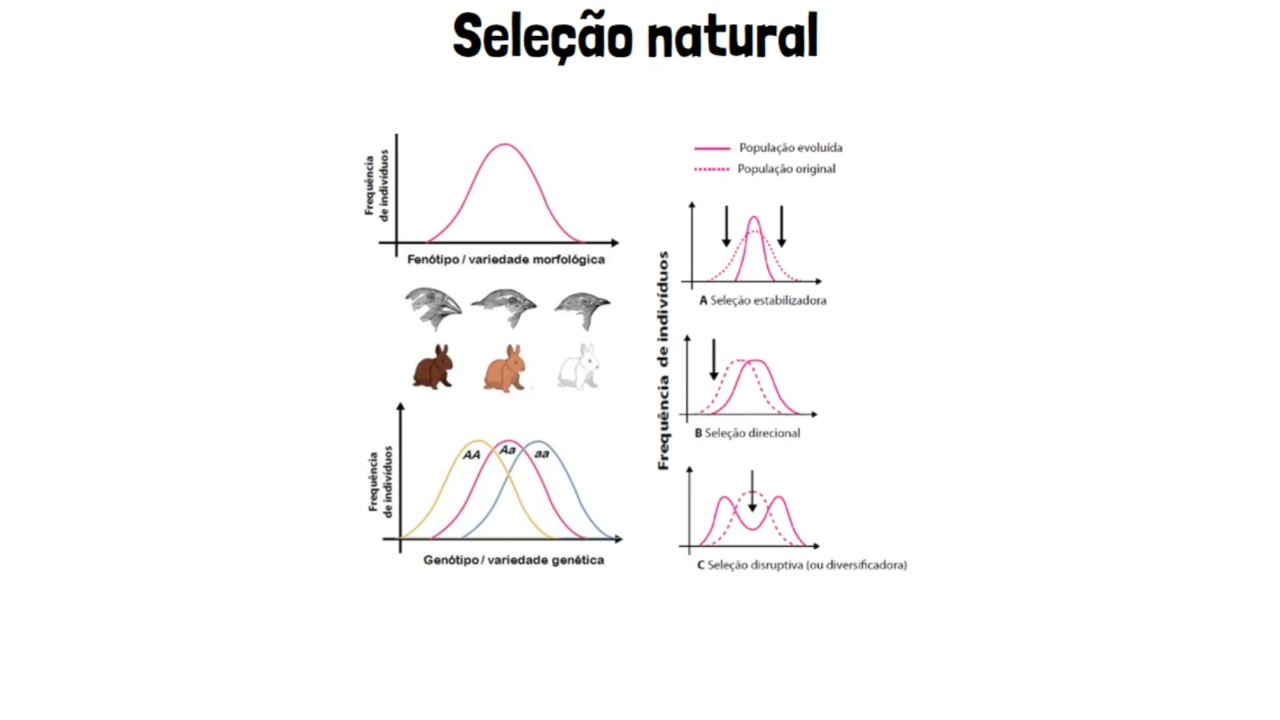 Seleção natural
Frequência
de indivíduos
Fenótipo / variedade morfológica
Frequência
de indivíduos
AA
Aa
aa
Genótipo / variedade genética
População evoluída
População original
Frequência de indivíduos
A Seleção estabilizadora
B Seleção direcional
C Seleção disruptiva (ou diversificadora)